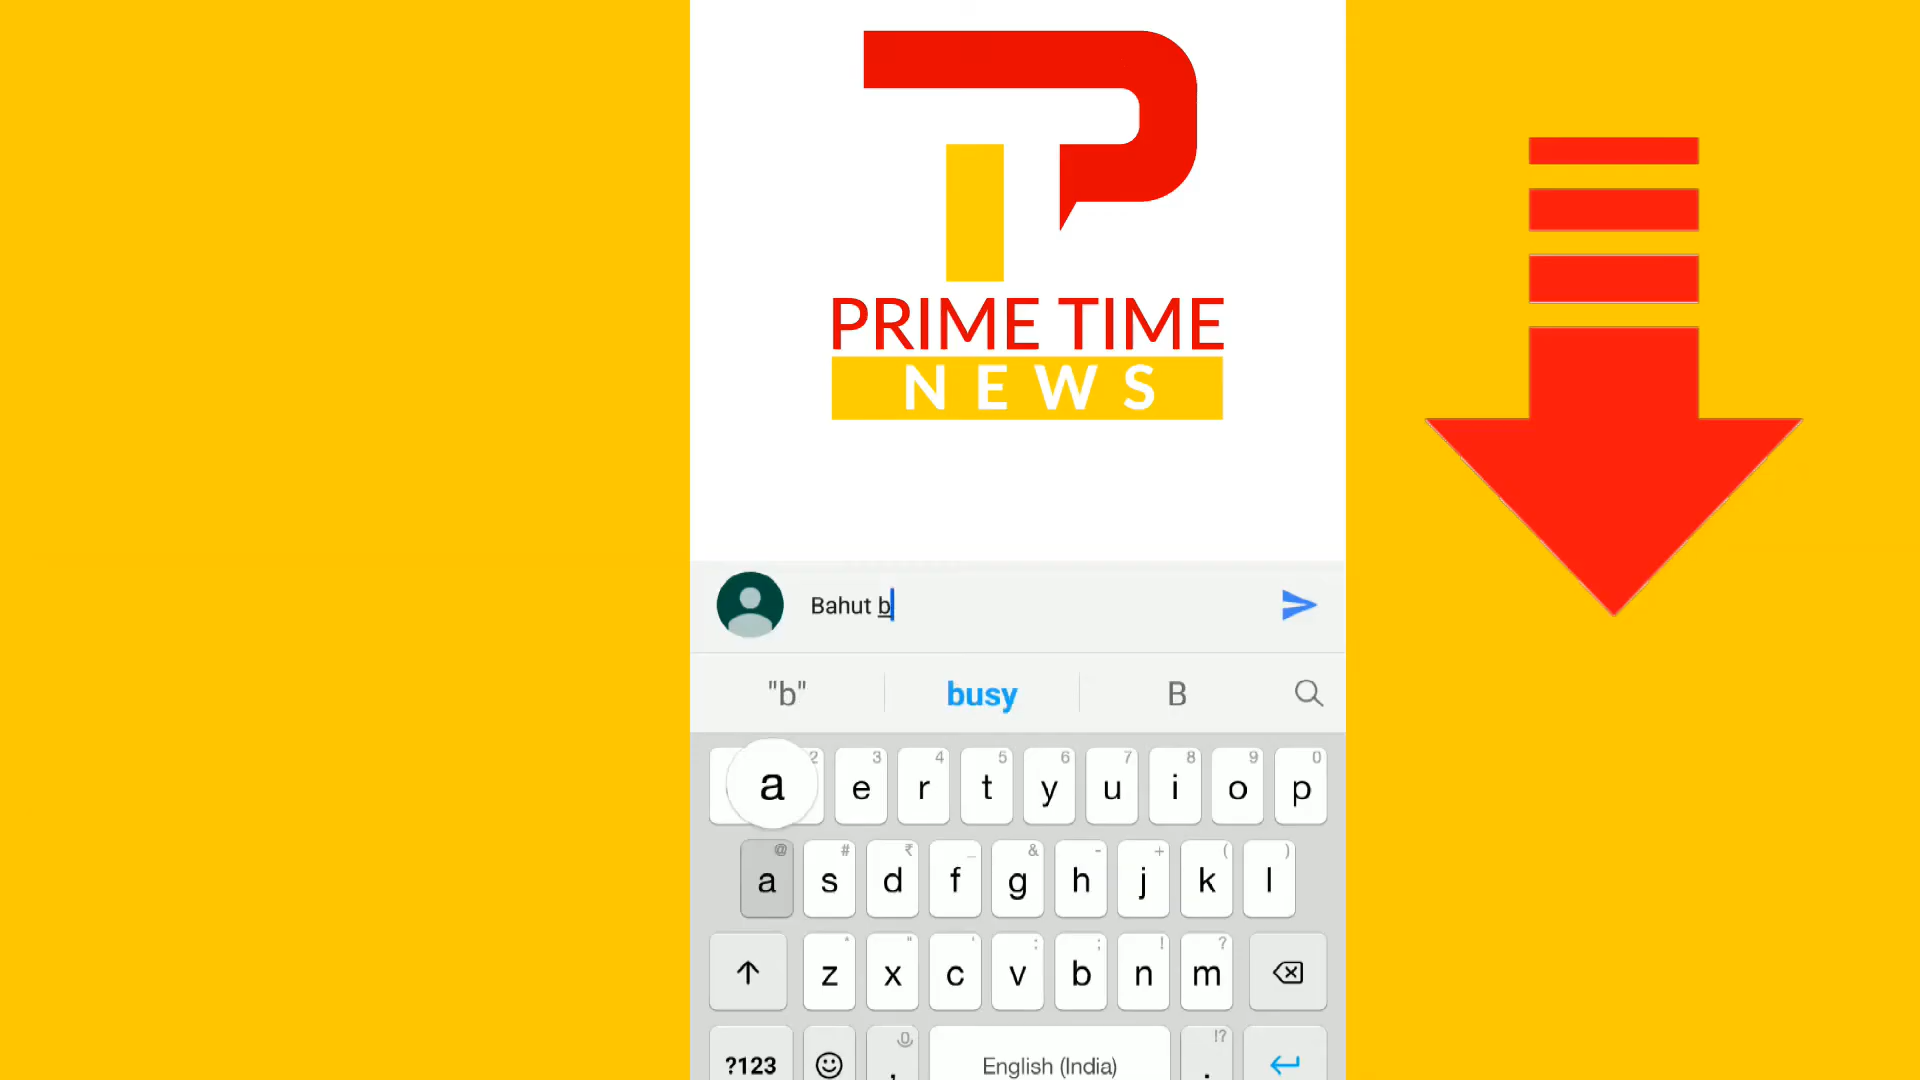 PRIME TIME
NEWS
Bahut b
"b" busy B
a 2 e 3 r 4 t 5 y 6 u 7 i 8 o 9 p 0
a @ s # d ₹ f _ g & h - j + k ( l )
z * x " c ' v : b ; n ! m ?
?123 , English (India) . !?